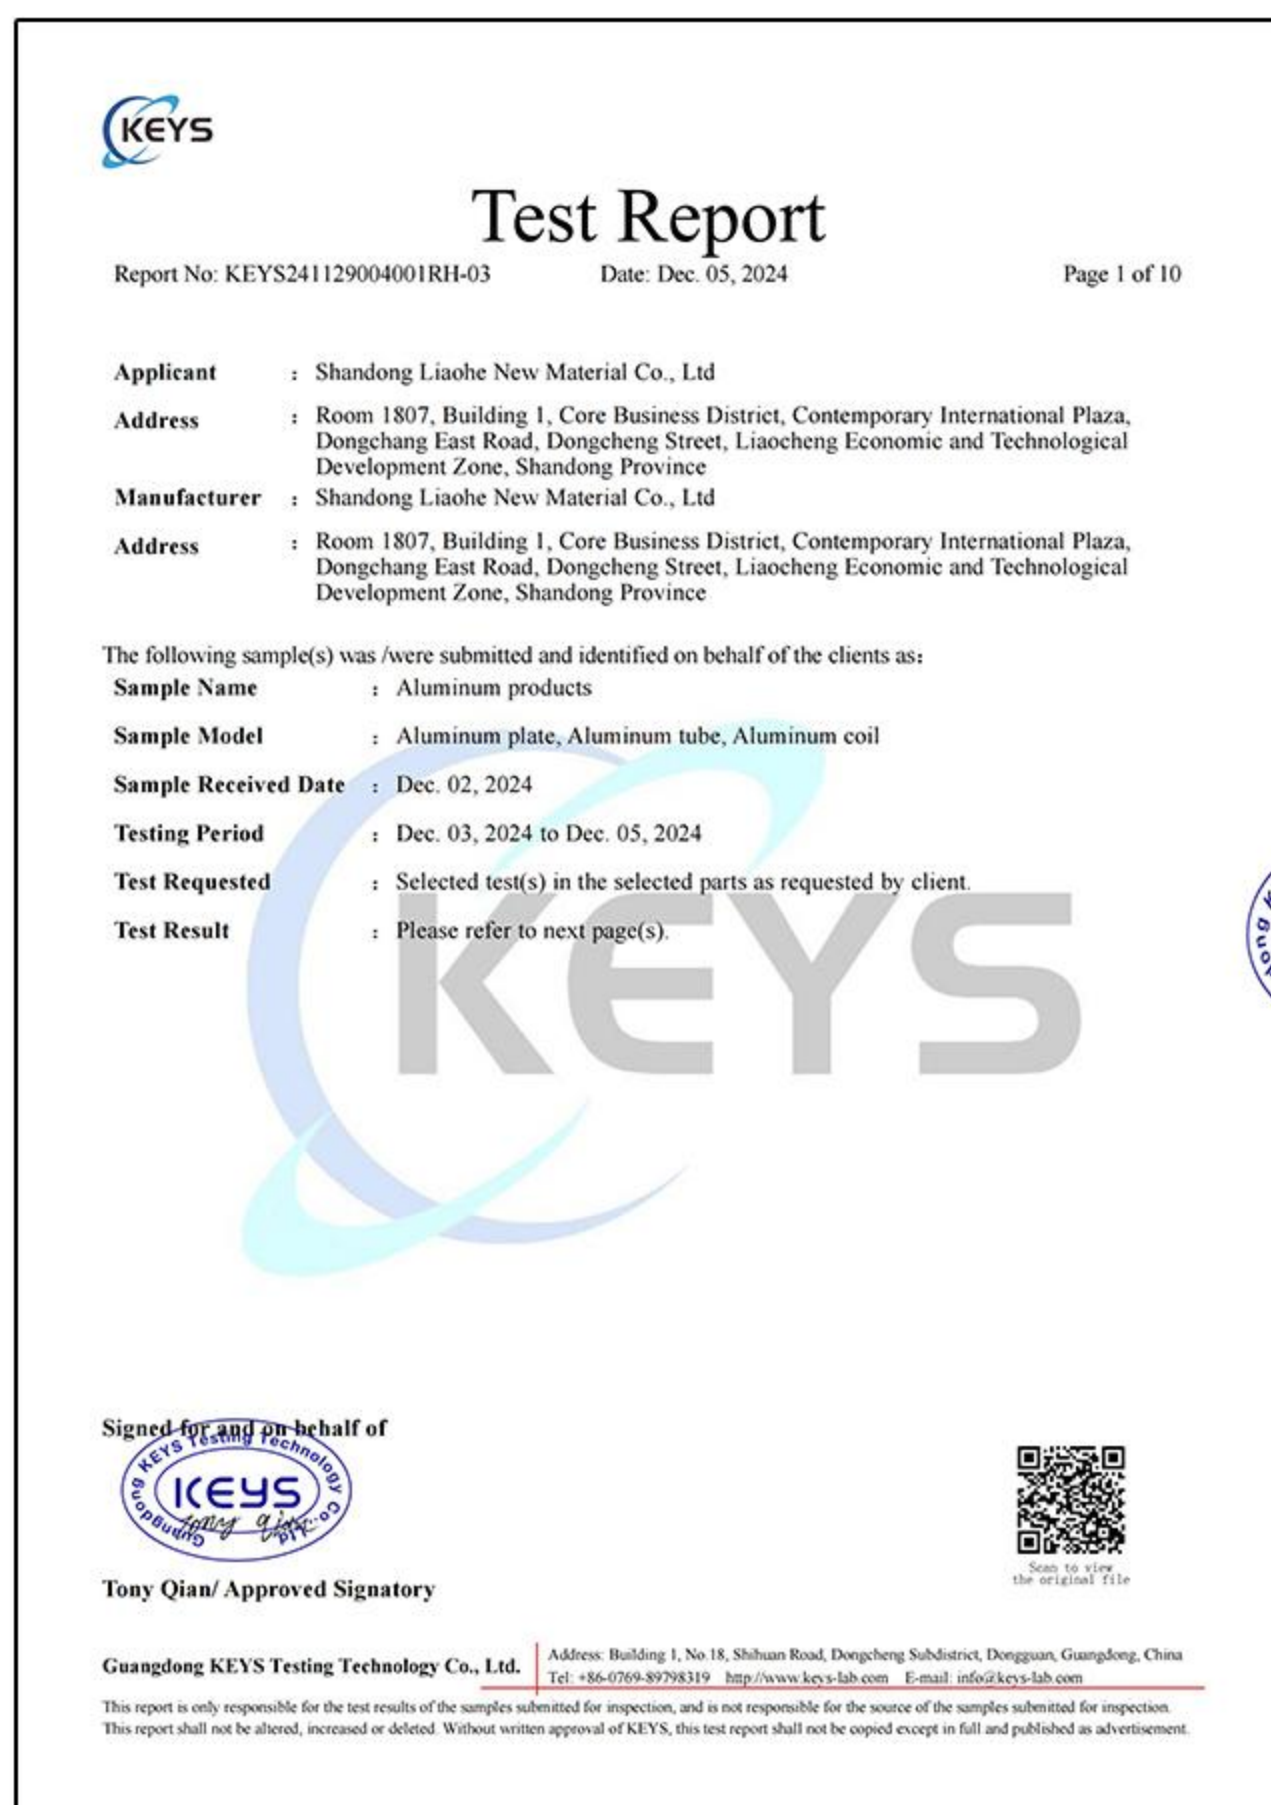 KEYS
Test Report
Report No: KEYS241129004001RH-03 Date: Dec. 05, 2024 Page 1 of 10
Applicant : Shandong Liaohe New Material Co., Ltd
Address : Room 1807, Building 1, Core Business District, Contemporary International Plaza,
Dongchang East Road, Dongcheng Street, Liaocheng Economic and Technological
Development Zone, Shandong Province
Manufacturer : Shandong Liaohe New Material Co., Ltd
Address : Room 1807, Building 1, Core Business District, Contemporary International Plaza,
Dongchang East Road, Dongcheng Street, Liaocheng Economic and Technological
Development Zone, Shandong Province
The following sample(s) was /were submitted and identified on behalf of the clients as:
Sample Name : Aluminum products
Sample Model : Aluminum plate, Aluminum tube, Aluminum coil
Sample Received Date : Dec. 02, 2024
Testing Period : Dec. 03, 2024 to Dec. 05, 2024
Test Requested : Selected test(s) in the selected parts as requested by client.
Test Result : Please refer to next page(s).
KEYS
Signed for and on behalf of
Guangdong KEYS Testing Technology Co.,Ltd
KEYS
tony qian
Scan to view
the original file
Tony Qian/ Approved Signatory
Guangdong KEYS Testing Technology Co., Ltd.
Address: Building 1, No.18, Shihuan Road, Dongcheng Subdistrict, Dongguan, Guangdong, China
Tel: +86-0769-89798319 http://www.keys-lab.com E-mail: info@keys-lab.com
This report is only responsible for the test results of the samples submitted for inspection, and is not responsible for the source of the samples submitted for inspection.
This report shall not be altered, increased or deleted. Without written approval of KEYS, this test report shall not be copied except in full and published as advertisement.